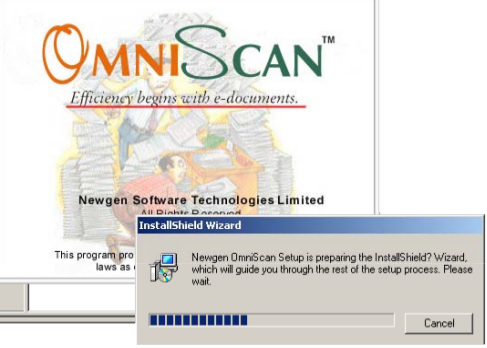 OMNISCAN™
Efficiency begins with e-documents.
Newgen Software Technologies Limited
All Rights Reserved
This program pro
laws as
InstallShield Wizard
Newgen OmniScan Setup is preparing the InstallShield? Wizard,
which will guide you through the rest of the setup process. Please
wait.
Cancel